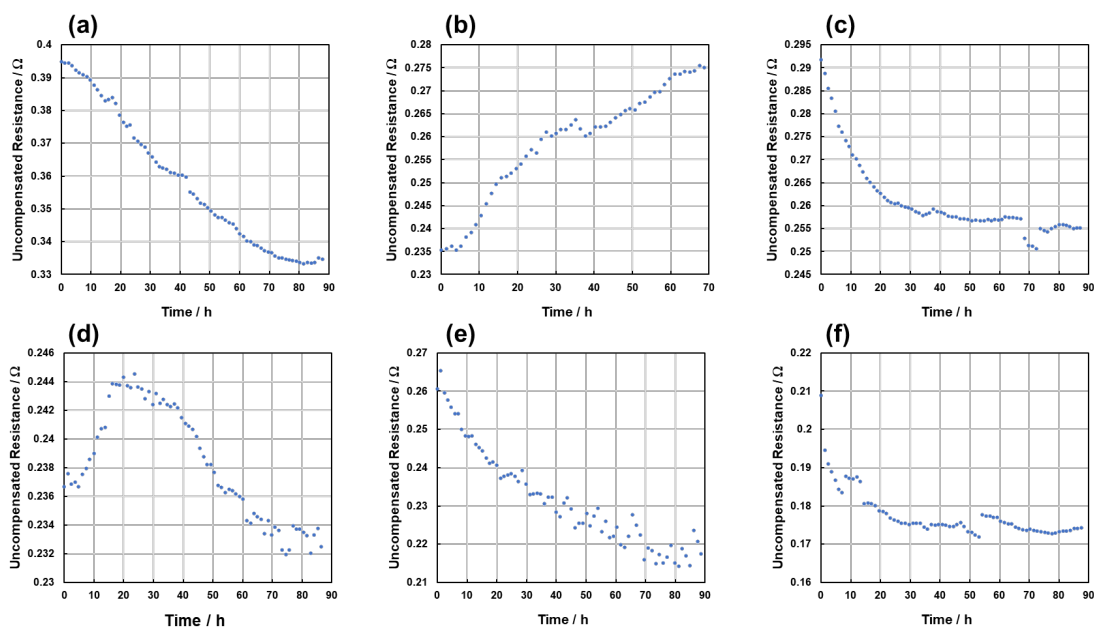 (a)
Uncompensated Resistance / Ω
0.4
0.39
0.38
0.37
0.36
0.35
0.34
0.33
0 10 20 30 40 50 60 70 80 90
Time / h
(b)
Uncompensated Resistance / Ω
0.28
0.275
0.27
0.265
0.26
0.255
0.25
0.245
0.24
0.235
0.23
0 10 20 30 40 50 60 70
Time / h
(c)
Uncompensated Resistance / Ω
0.295
0.29
0.285
0.28
0.275
0.27
0.265
0.26
0.255
0.25
0.245
0 10 20 30 40 50 60 70 80 90
Time / h
(d)
Uncompensated Resistance / Ω
0.246
0.244
0.242
0.24
0.238
0.236
0.234
0.232
0.23
0 10 20 30 40 50 60 70 80 90
Time / h
(e)
Uncompensated Resistance / Ω
0.27
0.26
0.25
0.24
0.23
0.22
0.21
0 10 20 30 40 50 60 70 80 90
Time / h
(f)
Uncompensated Resistance / Ω
0.22
0.21
0.2
0.19
0.18
0.17
0.16
0 10 20 30 40 50 60 70 80 90
Time / h